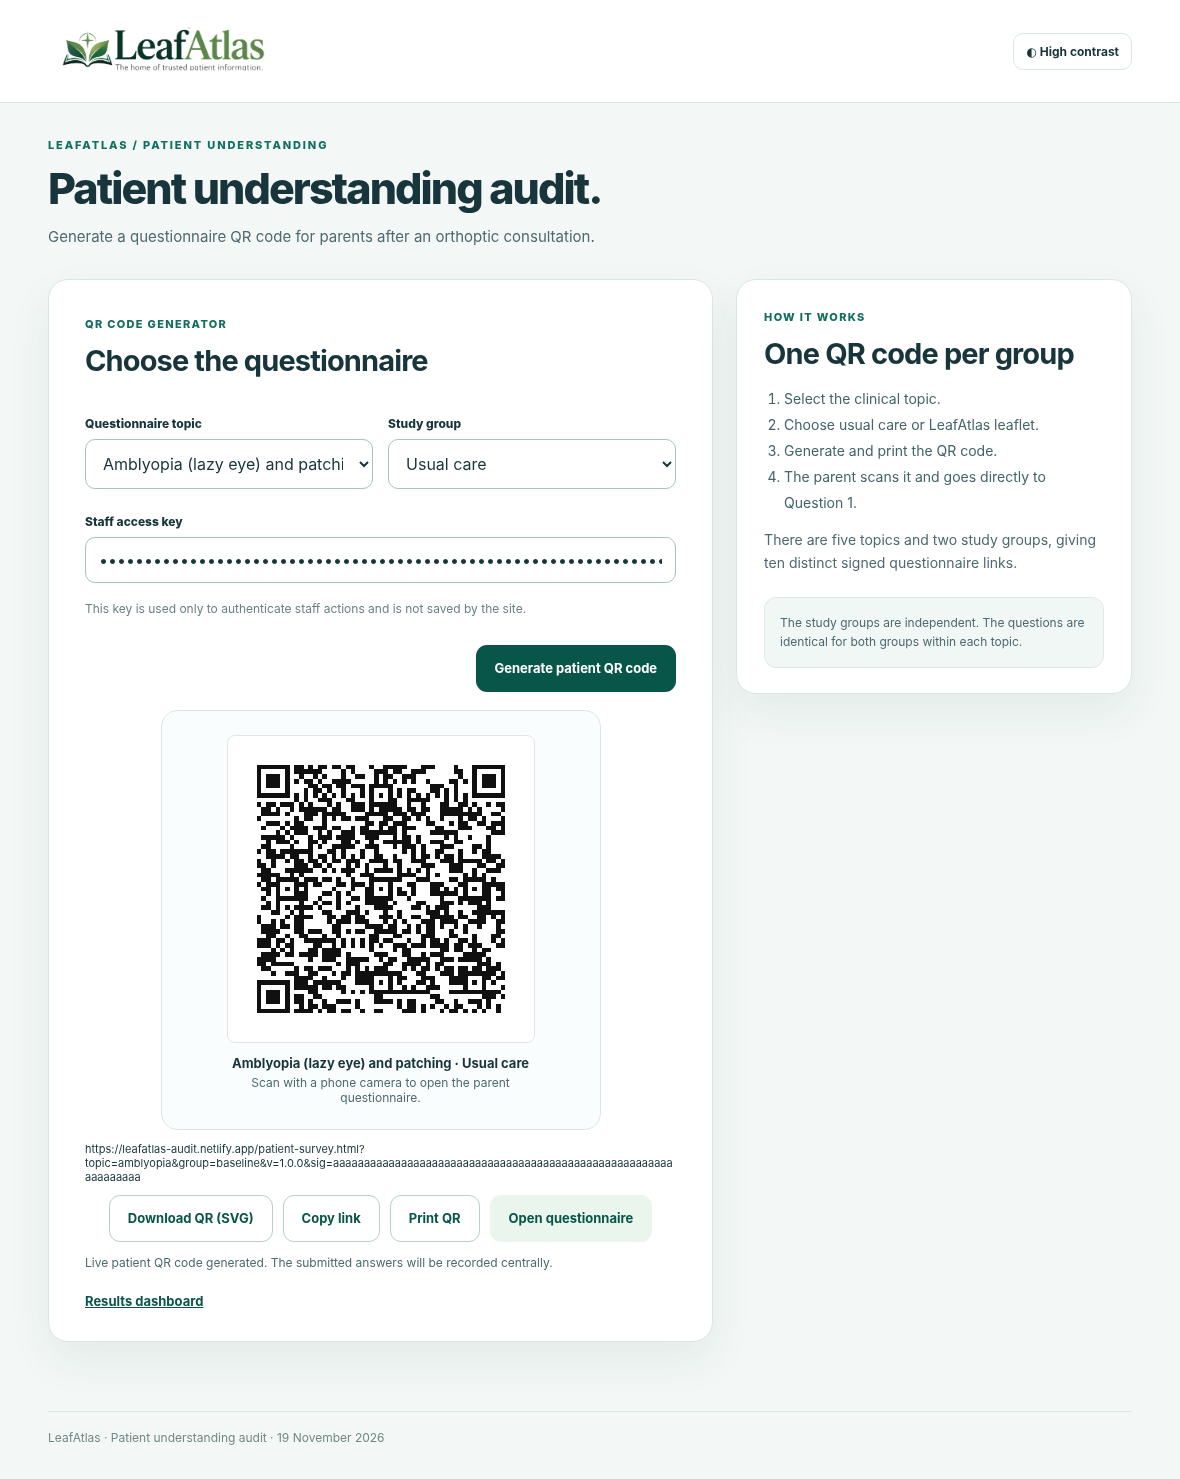 LeafAtlas
The home of trusted patient information.
◐ High contrast
LEAFATLAS / PATIENT UNDERSTANDING
Patient understanding audit.
Generate a questionnaire QR code for parents after an orthoptic consultation.
QR CODE GENERATOR
Choose the questionnaire
Questionnaire topic
Study group
Amblyopia (lazy eye) and patchi
Usual care
Staff access key
This key is used only to authenticate staff actions and is not saved by the site.
Generate patient QR code
Amblyopia (lazy eye) and patching · Usual care
Scan with a phone camera to open the parent
questionnaire.
https://leafatlas-audit.netlify.app/patient-survey.html?
topic=amblyopia&group=baseline&v=1.0.0&sig=aaaaaaaaaaaaaaaaaaaaaaaaaaaaaaaaaaaaaaaaaaaaaaaaaaaaaa
aaaaaaaaaa
Download QR (SVG)
Copy link
Print QR
Open questionnaire
Live patient QR code generated. The submitted answers will be recorded centrally.
Results dashboard
HOW IT WORKS
One QR code per group
1. Select the clinical topic.
2. Choose usual care or LeafAtlas leaflet.
3. Generate and print the QR code.
4. The parent scans it and goes directly to
Question 1.
There are five topics and two study groups, giving
ten distinct signed questionnaire links.
The study groups are independent. The questions are
identical for both groups within each topic.
LeafAtlas · Patient understanding audit · 19 November 2026